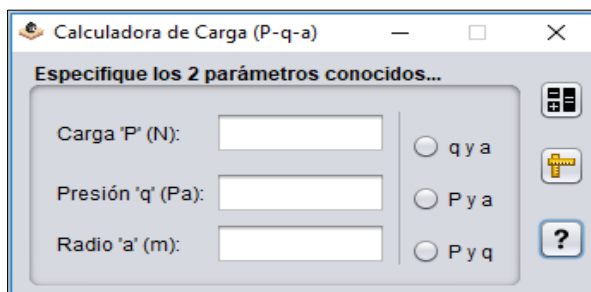 Calculadora de Carga (P-q-a)
Especifique los 2 parámetros conocidos...
Carga 'P' (N):
q y a
Presión 'q' (Pa):
P y a
Radio 'a' (m):
P y q
?